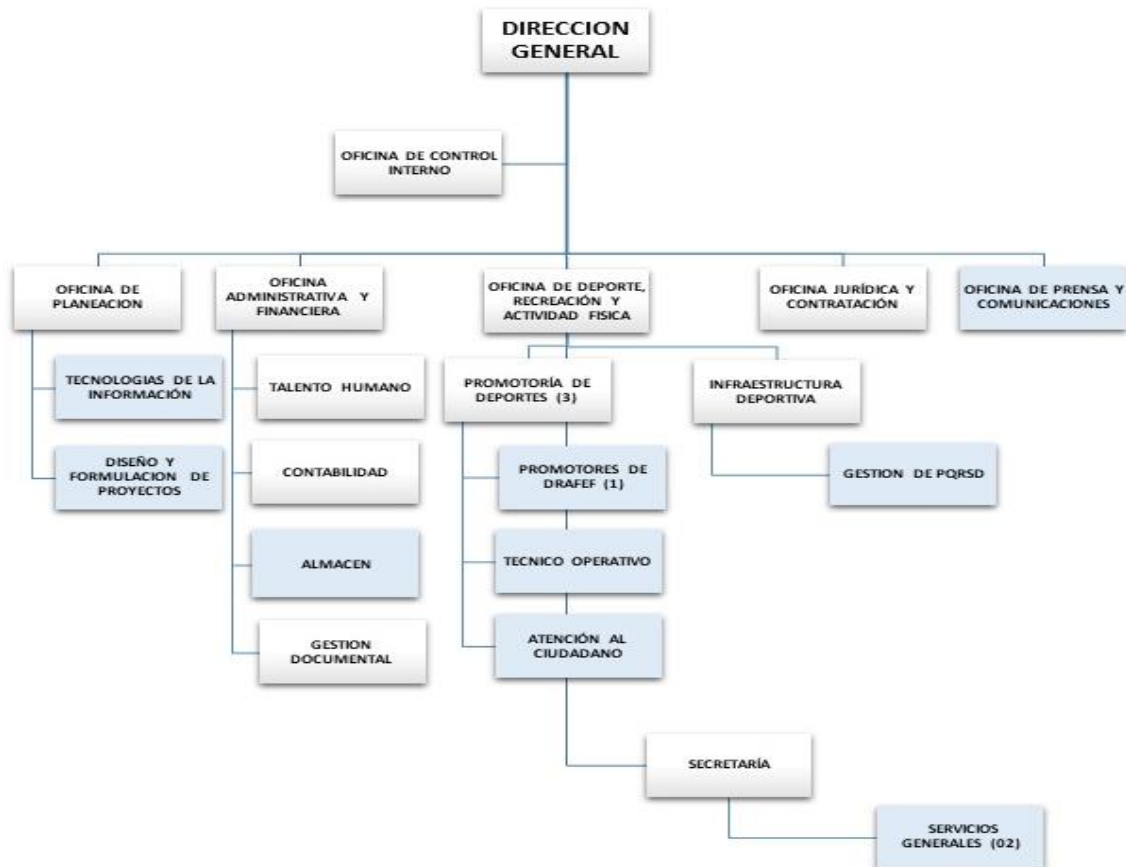 DIRECCION
GENERAL
OFICINA DE CONTROL
INTERNO
OFICINA DE
PLANEACION
OFICINA
ADMINISTRATIVA Y
FINANCIERA
OFICINA DE DEPORTE,
RECREACIÓN Y
ACTIVIDAD FISICA
OFICINA JURÍDICA Y
CONTRATACIÓN
OFICINA DE PRENSA Y
COMUNICACIONES
TECNOLOGIAS DE LA
INFORMACIÓN
TALENTO HUMANO
PROMOTORÍA DE
DEPORTES (3)
INFRAESTRUCTURA
DEPORTIVA
DISEÑO Y
FORMULACION DE
PROYECTOS
CONTABILIDAD
PROMOTORES DE
DRAFEF (1)
GESTION DE PQRSD
ALMACEN
TECNICO OPERATIVO
GESTION
DOCUMENTAL
ATENCIÓN AL
CIUDADANO
SECRETARÍA
SERVICIOS
GENERALES (02)